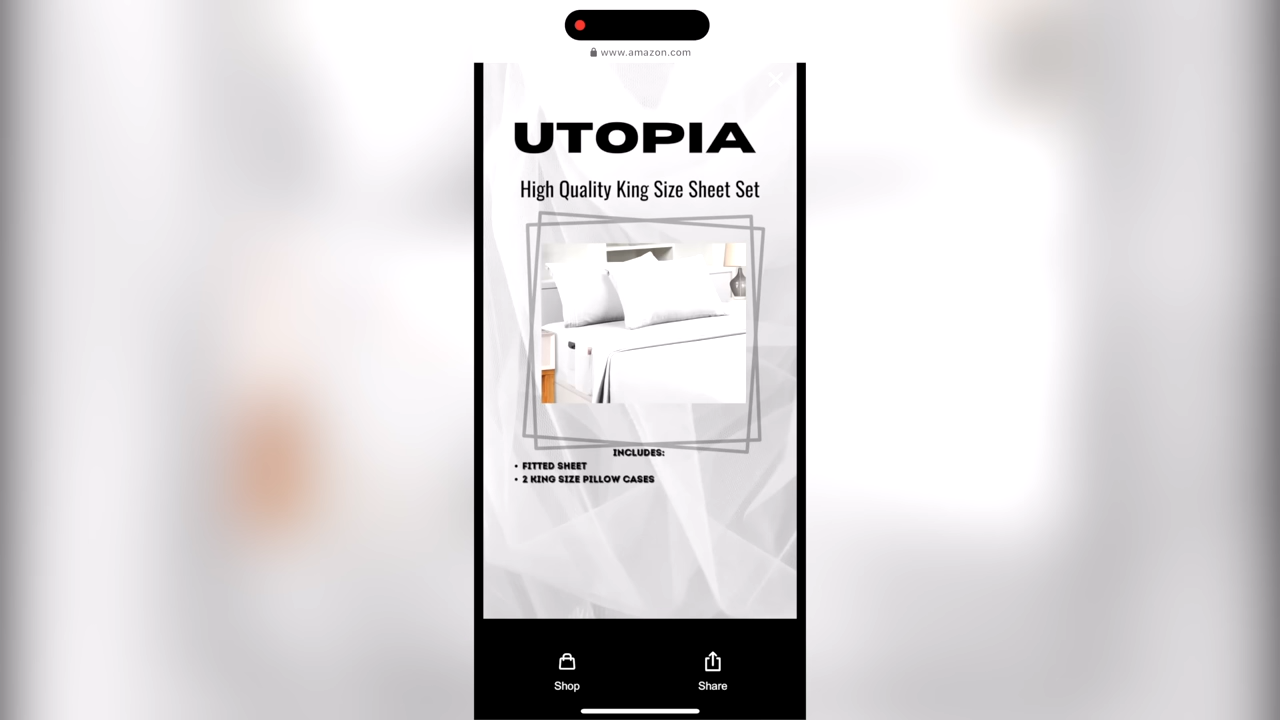 www.amazon.com
UTOPIA
High Quality King Size Sheet Set
INCLUDES:
• FITTED SHEET
• 2 KING SIZE PILLOW CASES
Shop
Share